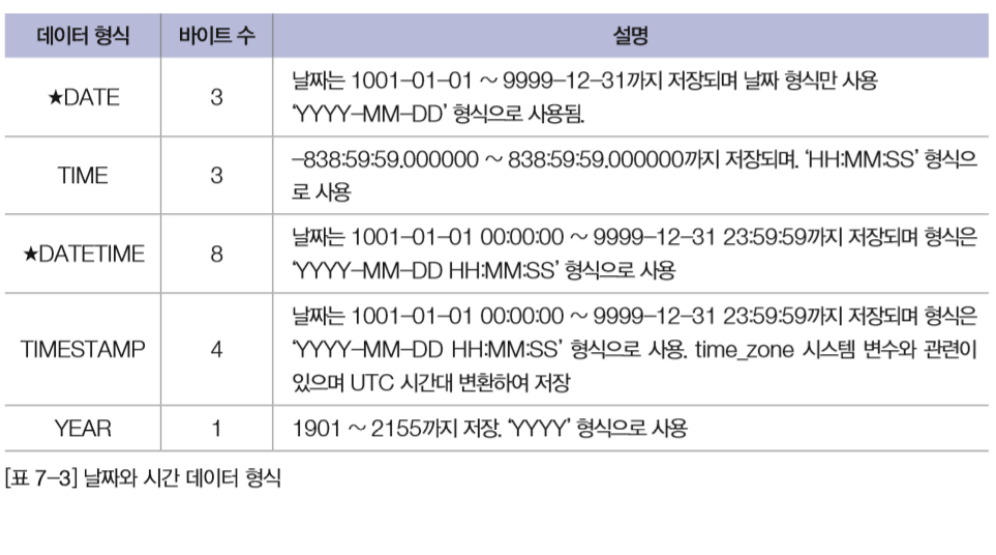 데이터 형식 바이트 수 설명
★DATE 3 날짜는 1001-01-01 ~ 9999-12-31까지 저장되며 날짜 형식만 사용
'YYYY-MM-DD' 형식으로 사용됨.
TIME 3 -838:59:59.000000 ~ 838:59:59.000000까지 저장되며. 'HH:MM:SS' 형식으
로 사용
★DATETIME 8 날짜는 1001-01-01 00:00:00 ~ 9999-12-31 23:59:59까지 저장되며 형식은
'YYYY-MM-DD HH:MM:SS' 형식으로 사용
TIMESTAMP 4 날짜는 1001-01-01 00:00:00 ~ 9999-12-31 23:59:59까지 저장되며 형식은
'YYYY-MM-DD HH:MM:SS' 형식으로 사용. time_zone 시스템 변수와 관련이
있으며 UTC 시간대 변환하여 저장
YEAR 1 1901 ~ 2155까지 저장. 'YYYY' 형식으로 사용
[표 7-3] 날짜와 시간 데이터 형식